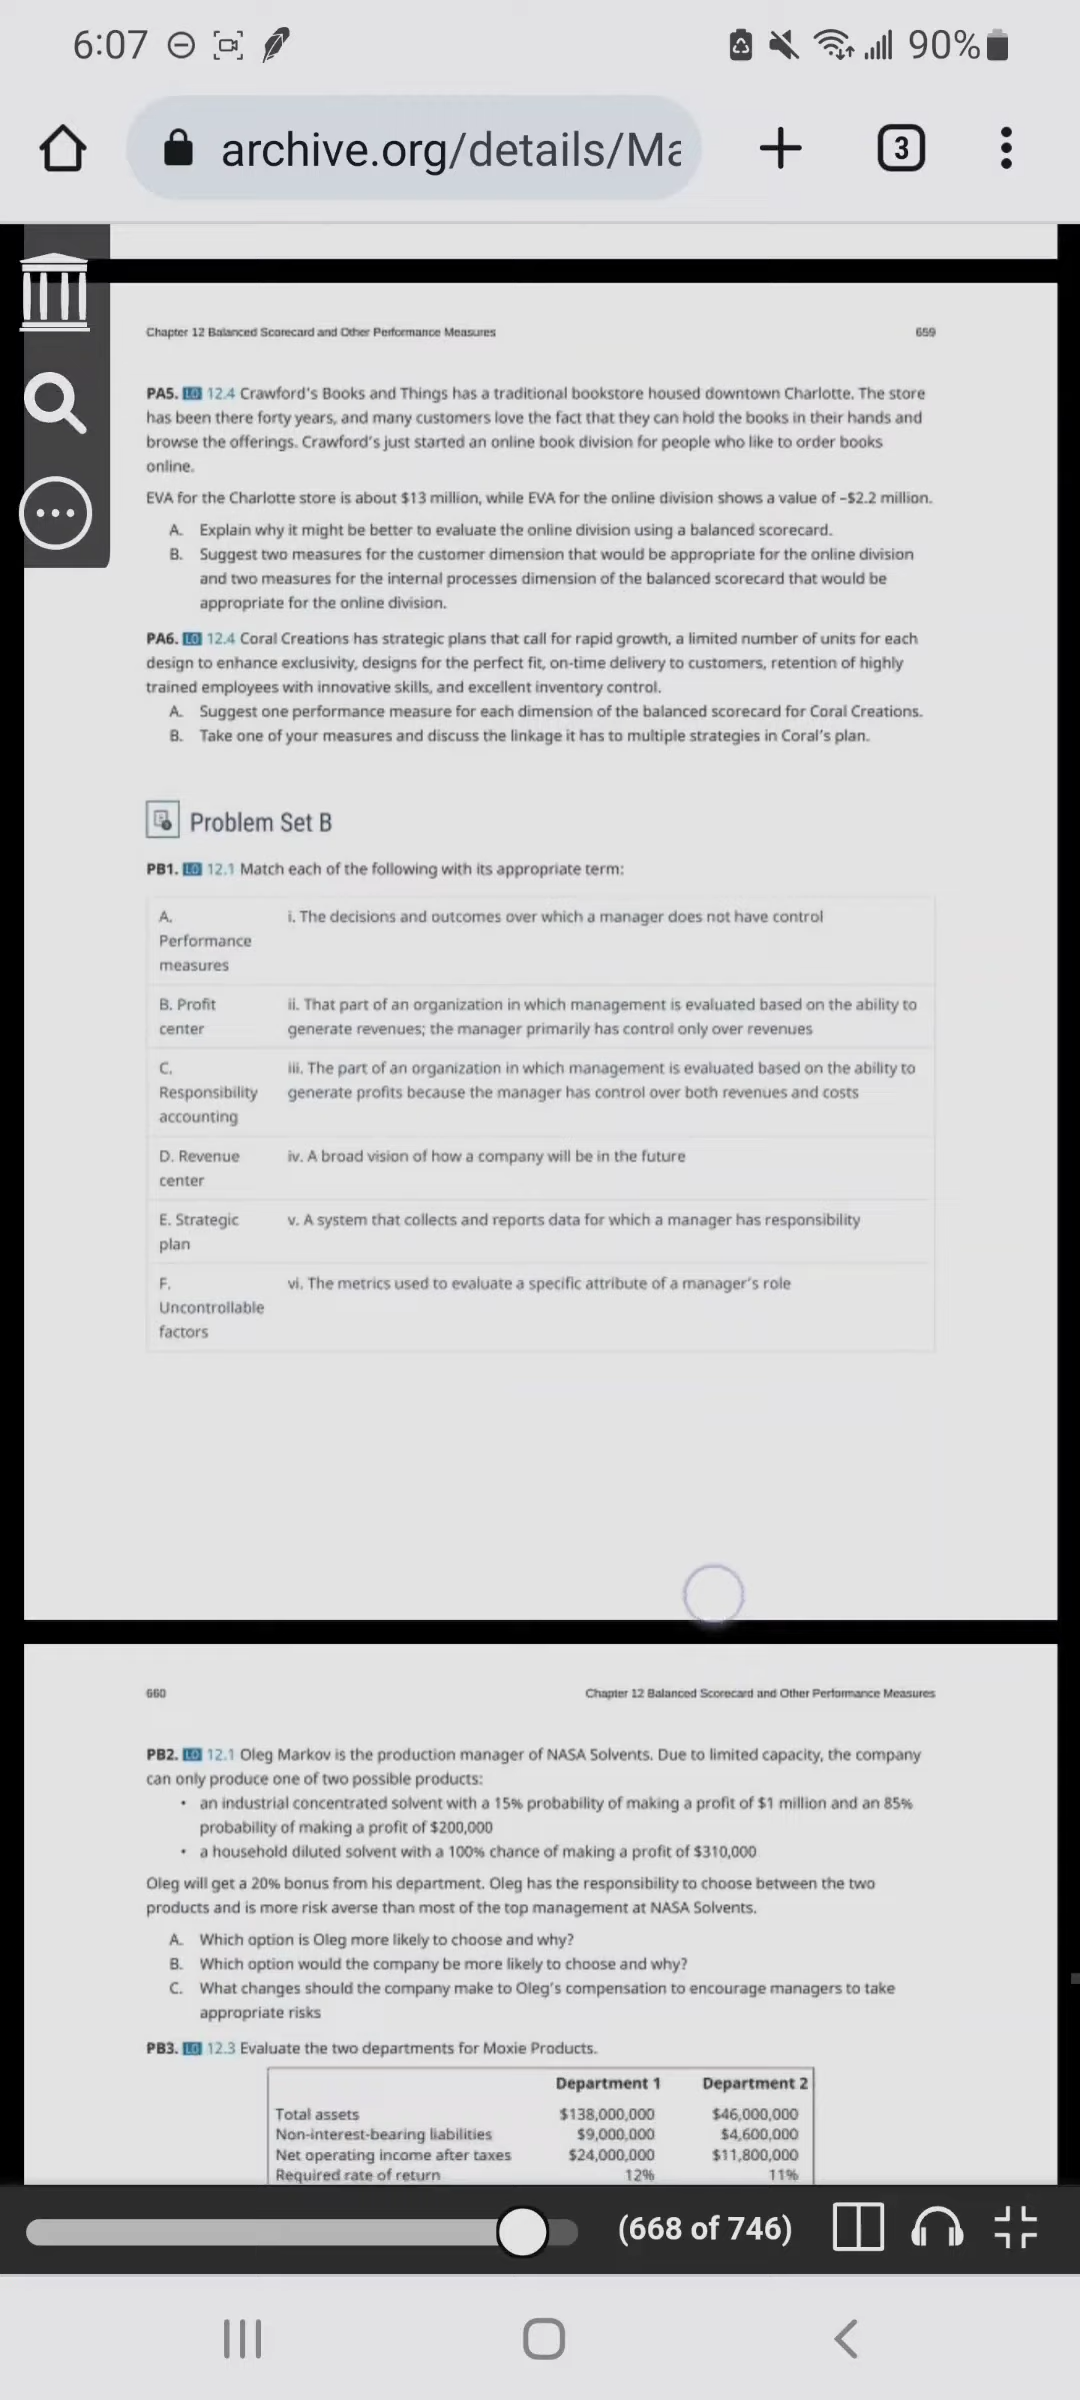 6:07
90%
archive.org/details/Ma
3
Chapter 12 Balanced Scorecard and Other Performance Measures 659
PA5. LO 12.4 Crawford's Books and Things has a traditional bookstore housed downtown Charlotte. The store
has been there forty years, and many customers love the fact that they can hold the books in their hands and
browse the offerings. Crawford's just started an online book division for people who like to order books
online.
EVA for the Charlotte store is about $13 million, while EVA for the online division shows a value of –$2.2 million.
A. Explain why it might be better to evaluate the online division using a balanced scorecard.
B. Suggest two measures for the customer dimension that would be appropriate for the online division
and two measures for the internal processes dimension of the balanced scorecard that would be
appropriate for the online division.
PA6. LO 12.4 Coral Creations has strategic plans that call for rapid growth, a limited number of units for each
design to enhance exclusivity, designs for the perfect fit, on-time delivery to customers, retention of highly
trained employees with innovative skills, and excellent inventory control.
A. Suggest one performance measure for each dimension of the balanced scorecard for Coral Creations.
B. Take one of your measures and discuss the linkage it has to multiple strategies in Coral's plan.
Problem Set B
PB1. LO 12.1 Match each of the following with its appropriate term:
A. i. The decisions and outcomes over which a manager does not have control
Performance
measures
B. Profit ii. That part of an organization in which management is evaluated based on the ability to
center generate revenues; the manager primarily has control only over revenues
C. iii. The part of an organization in which management is evaluated based on the ability to
Responsibility generate profits because the manager has control over both revenues and costs
accounting
D. Revenue iv. A broad vision of how a company will be in the future
center
E. Strategic v. A system that collects and reports data for which a manager has responsibility
plan
F. vi. The metrics used to evaluate a specific attribute of a manager's role
Uncontrollable
factors
660 Chapter 12 Balanced Scorecard and Other Performance Measures
PB2. LO 12.1 Oleg Markov is the production manager of NASA Solvents. Due to limited capacity, the company
can only produce one of two possible products:
• an industrial concentrated solvent with a 15% probability of making a profit of $1 million and an 85%
probability of making a profit of $200,000
• a household diluted solvent with a 100% chance of making a profit of $310,000
Oleg will get a 20% bonus from his department. Oleg has the responsibility to choose between the two
products and is more risk averse than most of the top management at NASA Solvents.
A. Which option is Oleg more likely to choose and why?
B. Which option would the company be more likely to choose and why?
C. What changes should the company make to Oleg's compensation to encourage managers to take
appropriate risks
PB3. LO 12.3 Evaluate the two departments for Moxie Products.
Department 1 Department 2
Total assets $138,000,000 $46,000,000
Non-interest-bearing liabilities $9,000,000 $4,600,000
Net operating income after taxes $24,000,000 $11,800,000
Required rate of return 12% 11%
(668 of 746)